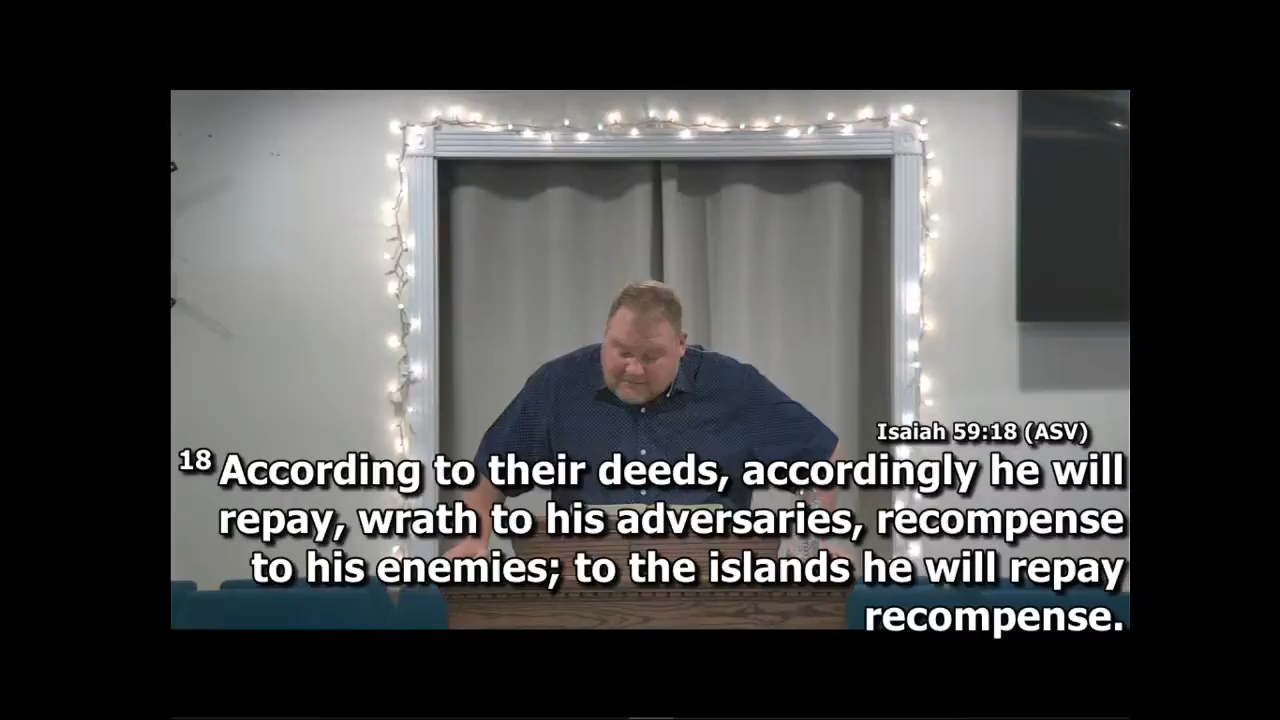 Isaiah 59:18 (ASV)
18 According to their deeds, accordingly he will
repay, wrath to his adversaries, recompense
to his enemies; to the islands he will repay
recompense.